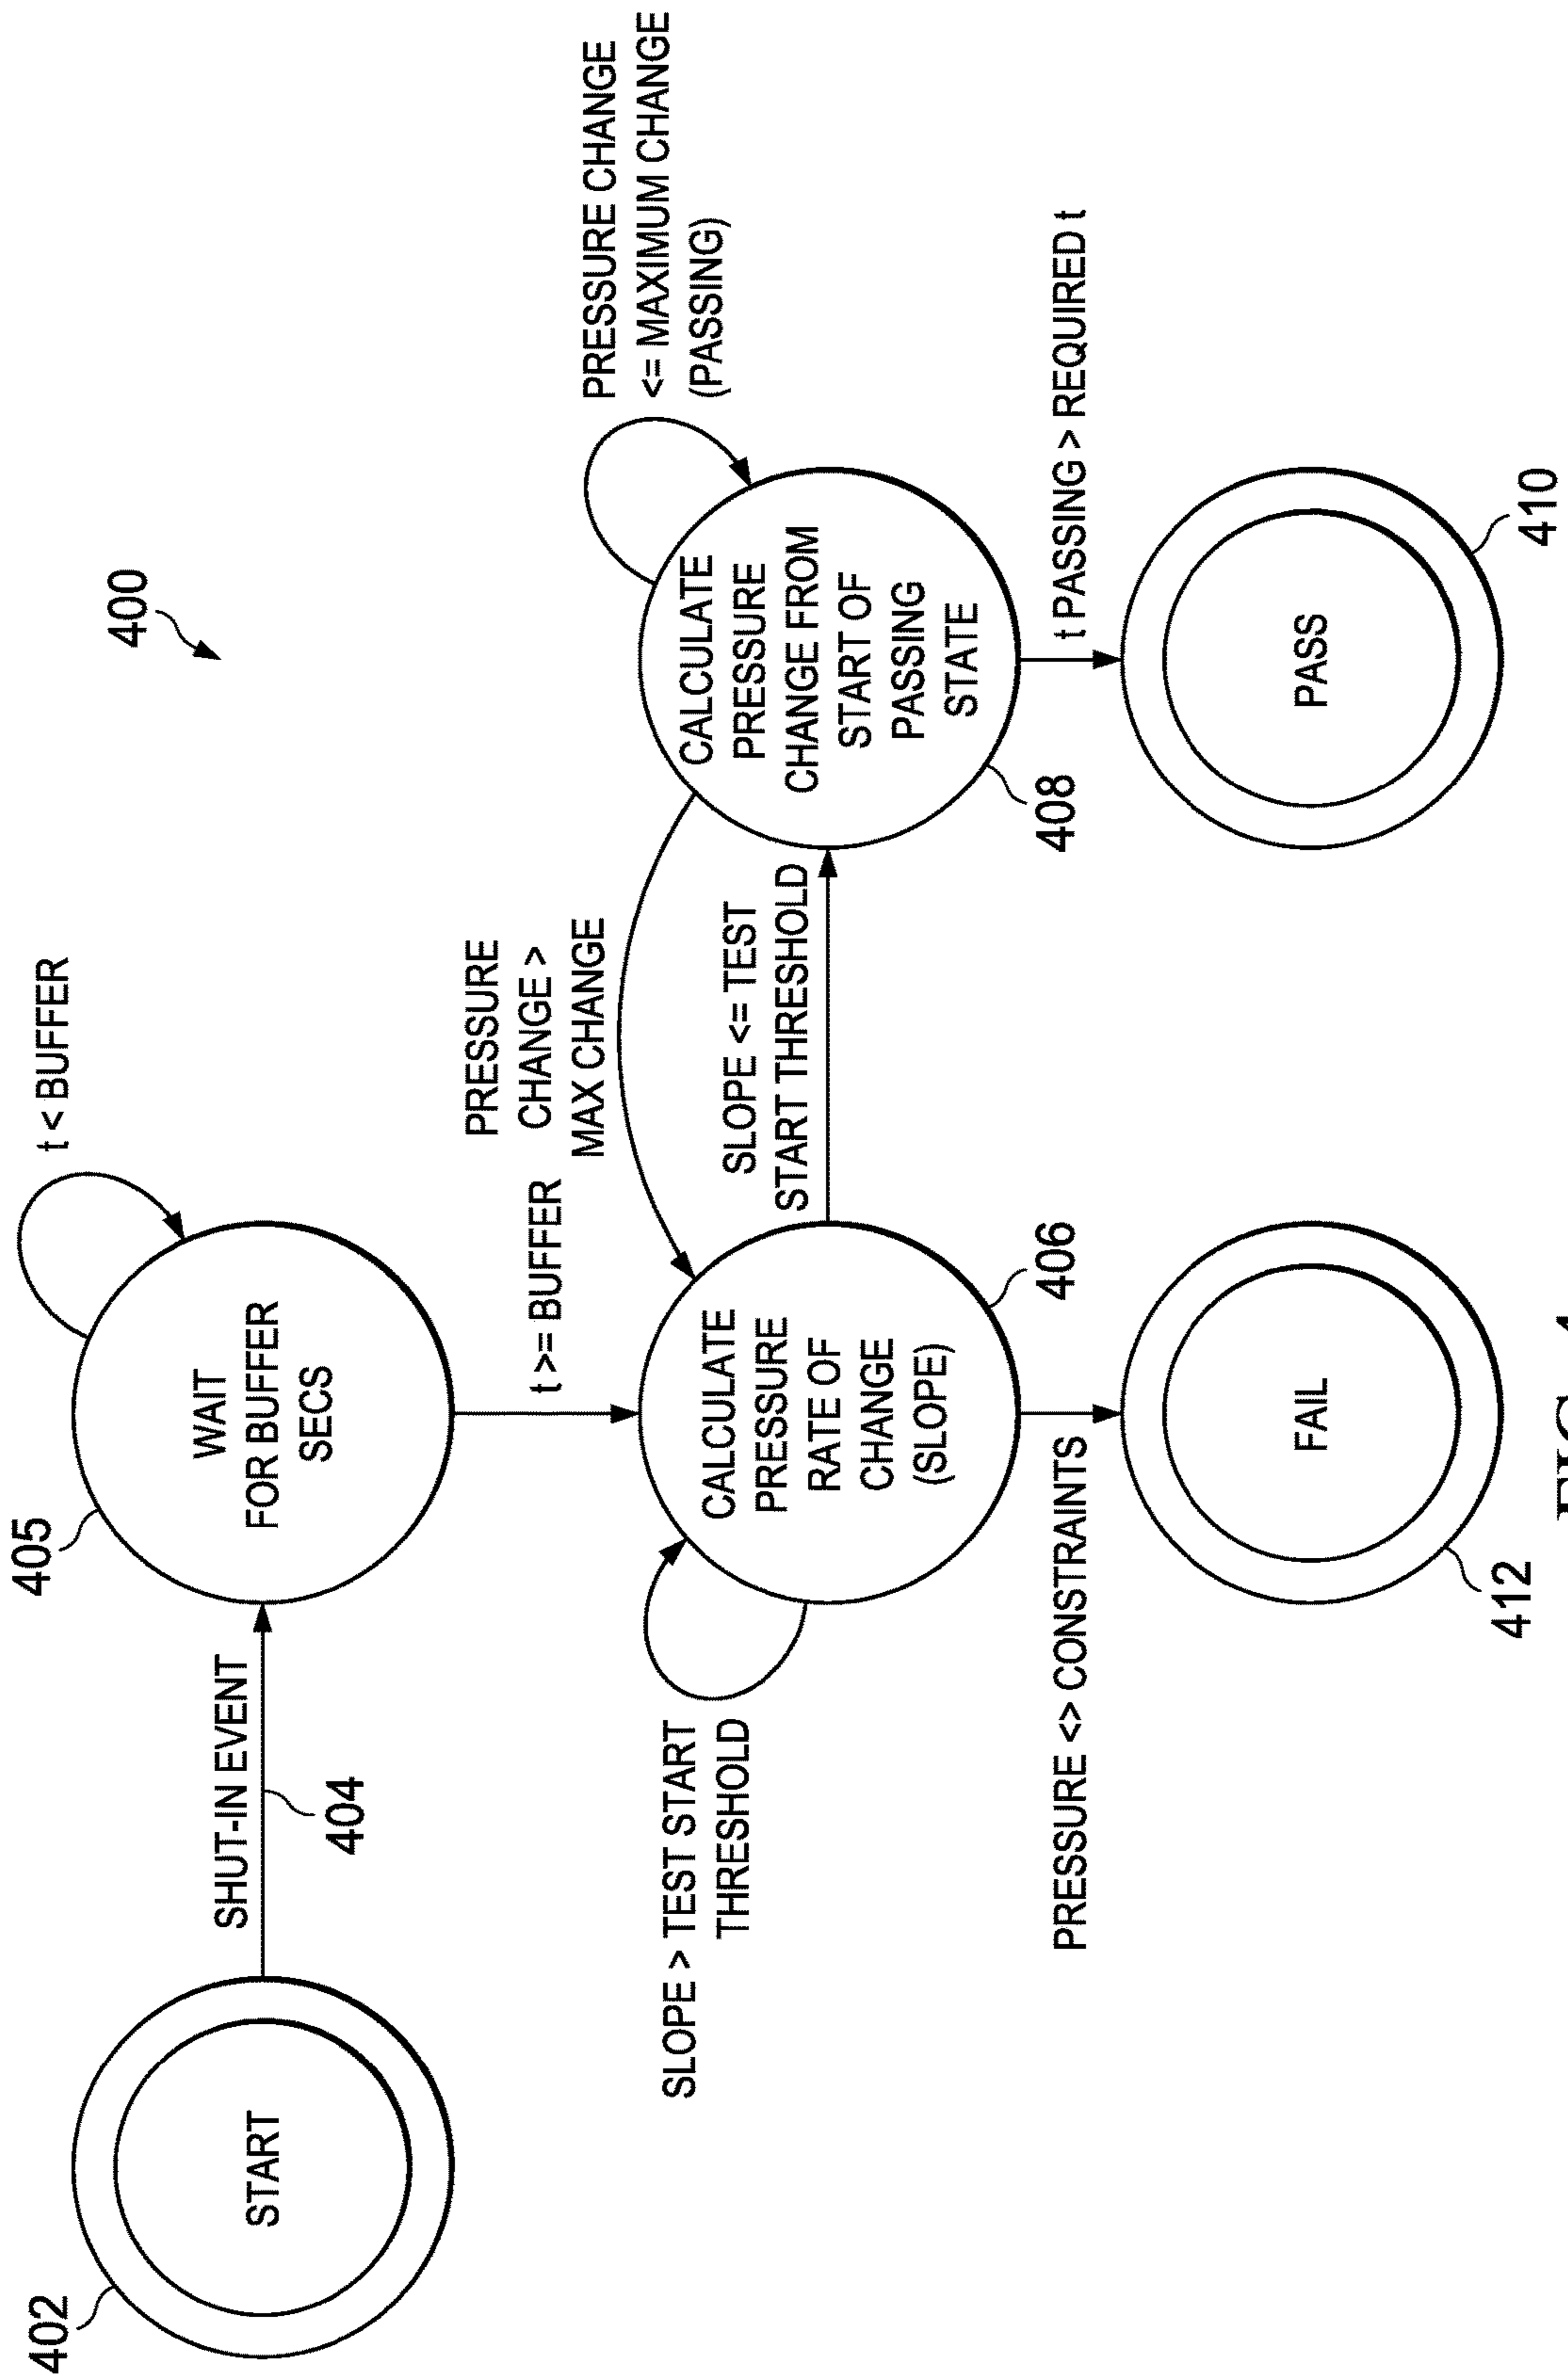 400
402
START
SHUT-IN EVENT
404
405
WAIT
FOR BUFFER
SECS
t < BUFFER
t >= BUFFER
PRESSURE
CHANGE >
MAX CHANGE
SLOPE > TEST START
THRESHOLD
CALCULATE
PRESSURE
RATE OF
CHANGE
(SLOPE)
406
SLOPE <= TEST
START THRESHOLD
CALCULATE
PRESSURE
CHANGE FROM
START OF
PASSING
STATE
408
PRESSURE CHANGE
<= MAXIMUM CHANGE
(PASSING)
PRESSURE <> CONSTRAINTS
t PASSING > REQUIRED t
FAIL
412
PASS
410